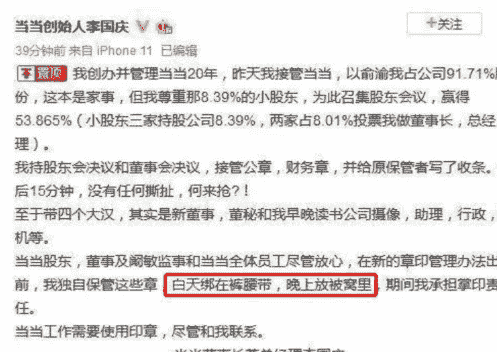 当当创始人李国庆
+关注
39分钟前 来自 iPhone 11 已编辑
置顶 我创办并管理当当20年，昨天我接管当当，以俞渝我占公司91.71%股
份，这本是家事，但我尊重那8.39%的小股东，为此召集股东会议，赢得
53.865%（小股东三家持股公司8.39%，两家占8.01%投票我做董事长，总经
理）。
我持股东会决议和董事会决议，接管公章，财务章，并给原保管者写了收条。
后15分钟，没有任何撕扯，何来抢?！
至于带四个大汉，其实是新董事，董秘和我早晚读书公司摄像，助理，行政，
机等。
当当股东，董事及阚敏监事和当当全体员工尽管放心，在新的章印管理办法出
前，我独自保管这些章，白天绑在裤腰带，晚上放被窝里，期间我承担掌印责
任。
当当工作需要使用印章，尽管和我联系。